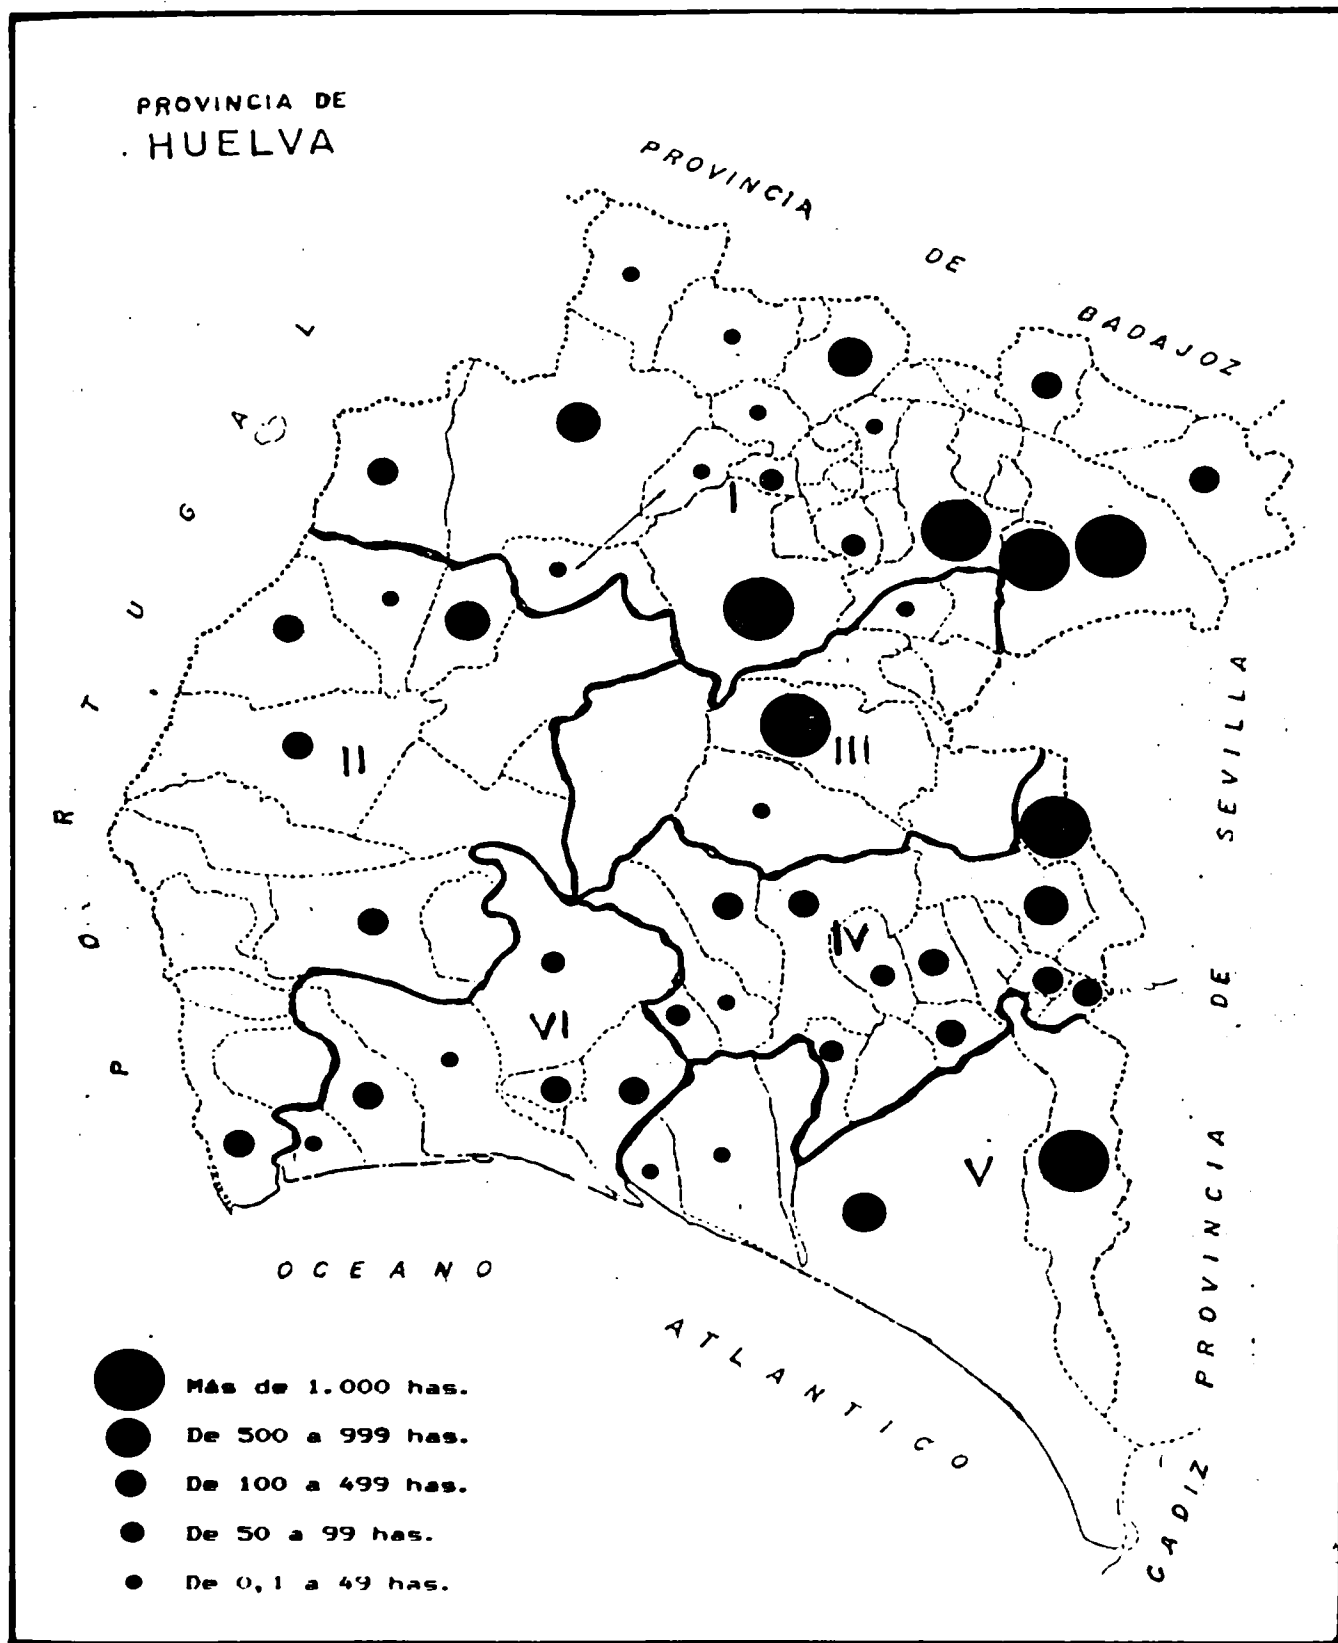 PROVINCIA DE
HUELVA
PROVINCIA DE BADAJOZ
PORTUGAL
I
II
III
IV
VI
V
PROVINCIA DE SEVILLA
OCEANO ATLANTICO
CADIZ
Más de 1.000 has.
De 500 a 999 has.
De 100 a 499 has.
De 50 a 99 has.
De 0,1 a 49 has.